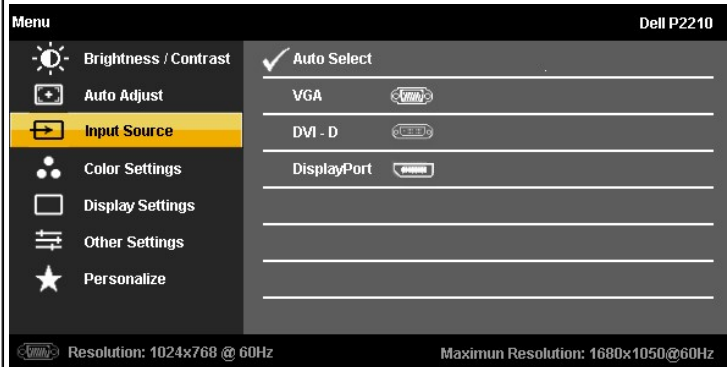 Menu Dell P2210
Brightness / Contrast Auto Select
Auto Adjust VGA
Input Source DVI - D
Color Settings DisplayPort
Display Settings
Other Settings
Personalize
Resolution: 1024x768 @ 60Hz Maximun Resolution: 1680x1050@60Hz